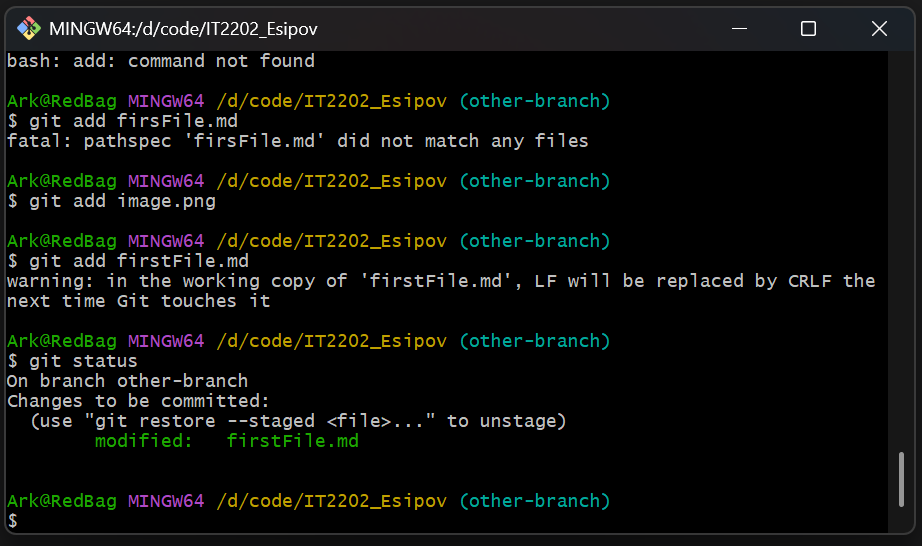 MINGW64:/d/code/IT2202_Esipov
bash: add: command not found
Ark@RedBag MINGW64 /d/code/IT2202_Esipov (other-branch)
$ git add firsFile.md
fatal: pathspec 'firsFile.md' did not match any files
Ark@RedBag MINGW64 /d/code/IT2202_Esipov (other-branch)
$ git add image.png
Ark@RedBag MINGW64 /d/code/IT2202_Esipov (other-branch)
$ git add firstFile.md
warning: in the working copy of 'firstFile.md', LF will be replaced by CRLF the
next time Git touches it
Ark@RedBag MINGW64 /d/code/IT2202_Esipov (other-branch)
$ git status
On branch other-branch
Changes to be committed:
  (use "git restore --staged <file>..." to unstage)
        modified:   firstFile.md
Ark@RedBag MINGW64 /d/code/IT2202_Esipov (other-branch)
$